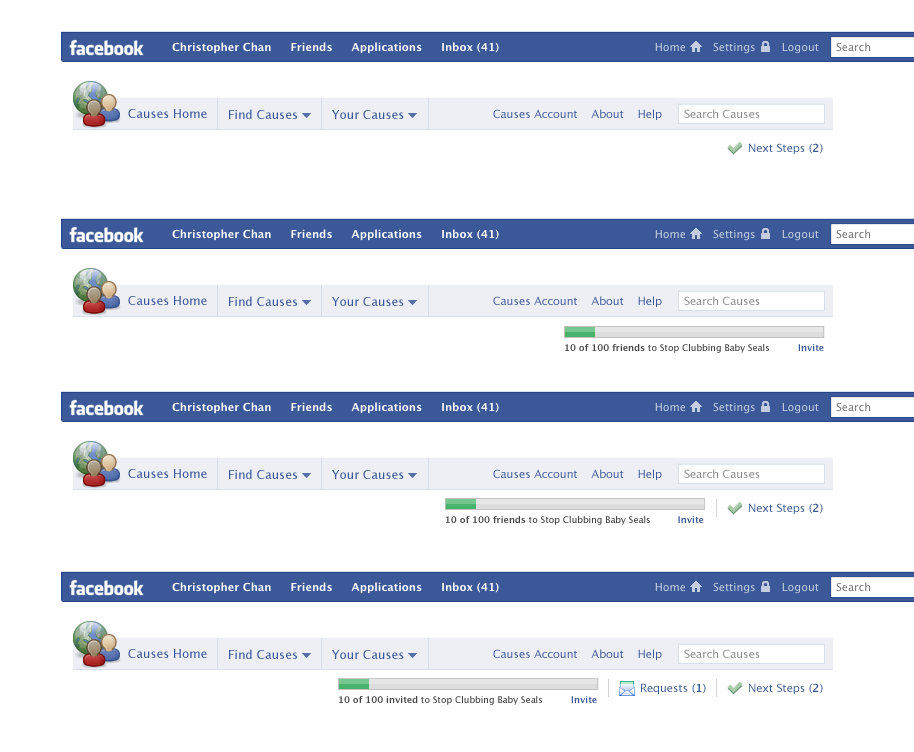 facebook Christopher Chan Friends Applications Inbox (41) Home Settings Logout Search
Causes Home Find Causes Your Causes Causes Account About Help Search Causes
Next Steps (2)
facebook Christopher Chan Friends Applications Inbox (41) Home Settings Logout Search
Causes Home Find Causes Your Causes Causes Account About Help Search Causes
10 of 100 friends to Stop Clubbing Baby Seals Invite
facebook Christopher Chan Friends Applications Inbox (41) Home Settings Logout Search
Causes Home Find Causes Your Causes Causes Account About Help Search Causes
Next Steps (2)
10 of 100 friends to Stop Clubbing Baby Seals Invite
facebook Christopher Chan Friends Applications Inbox (41) Home Settings Logout Search
Causes Home Find Causes Your Causes Causes Account About Help Search Causes
Requests (1) Next Steps (2)
10 of 100 invited to Stop Clubbing Baby Seals Invite